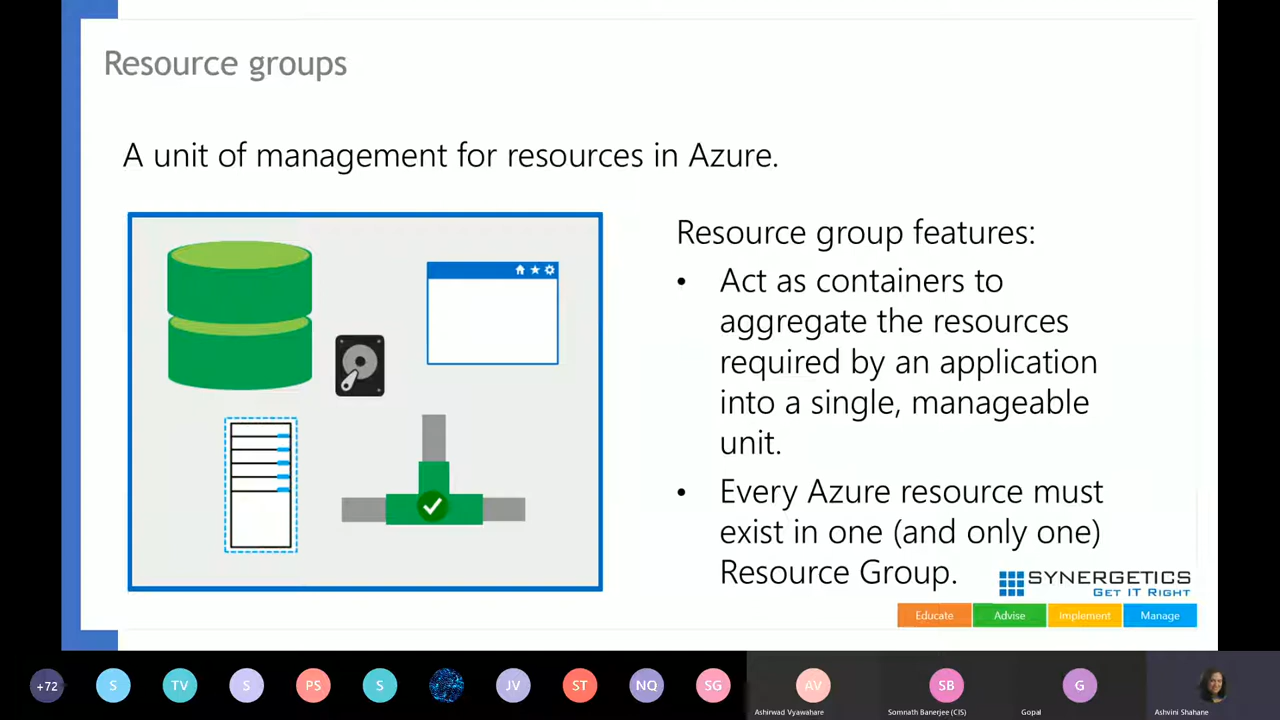 Resource groups
A unit of management for resources in Azure.
Resource group features:
• Act as containers to
aggregate the resources
required by an application
into a single, manageable
unit.
• Every Azure resource must
exist in one (and only one)
Resource Group.
SYNERGETICS
GET IT RIGHT
Educate Advise Implement Manage
+72 S TV S PS S JV ST NQ SG AV SB G
Ashirwad Vyawahare Somnath Banerjee (CIS) Gopal Ashvini Shahane